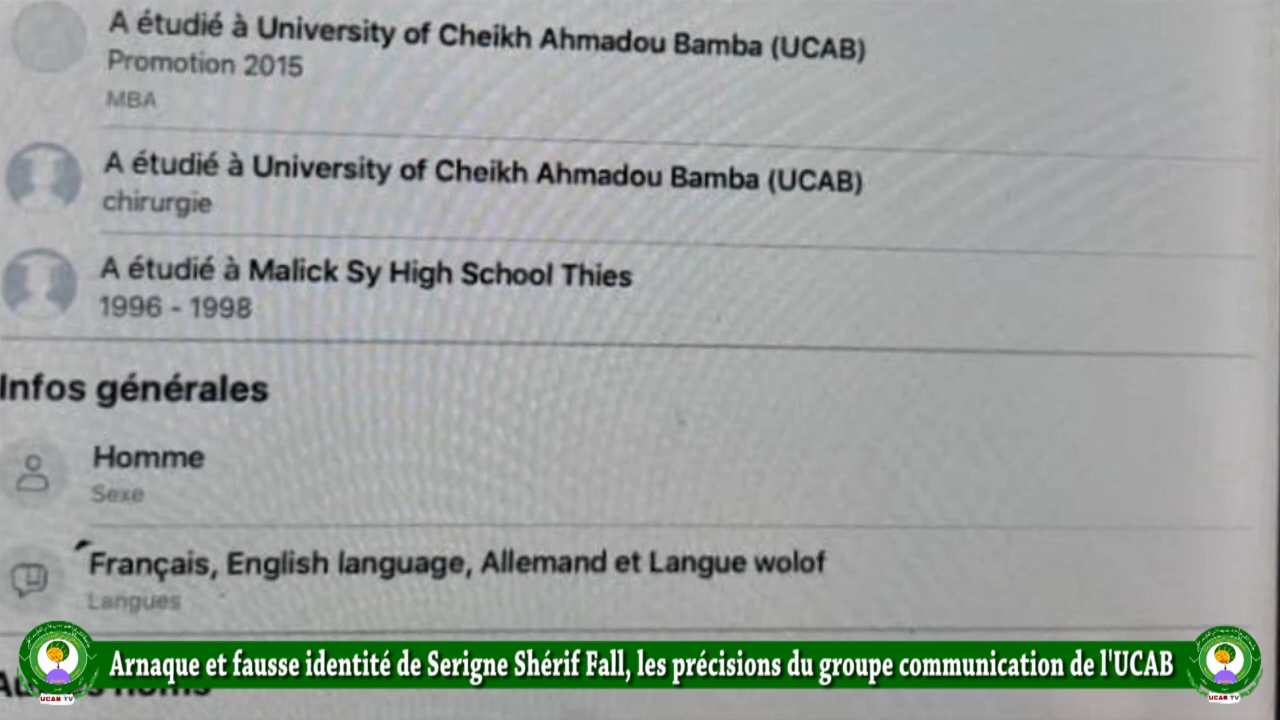 A étudié à University of Cheikh Ahmadou Bamba (UCAB)
Promotion 2015
MBA
A étudié à University of Cheikh Ahmadou Bamba (UCAB)
chirurgie
A étudié à Malick Sy High School Thies
1996 - 1998
Infos générales
Homme
Sexe
Français, English language, Allemand et Langue wolof
Langues
Arnaque et fausse identité de Serigne Shérif Fall, les précisions du groupe communication de l'UCAB
UCAB TV
UCAB TV